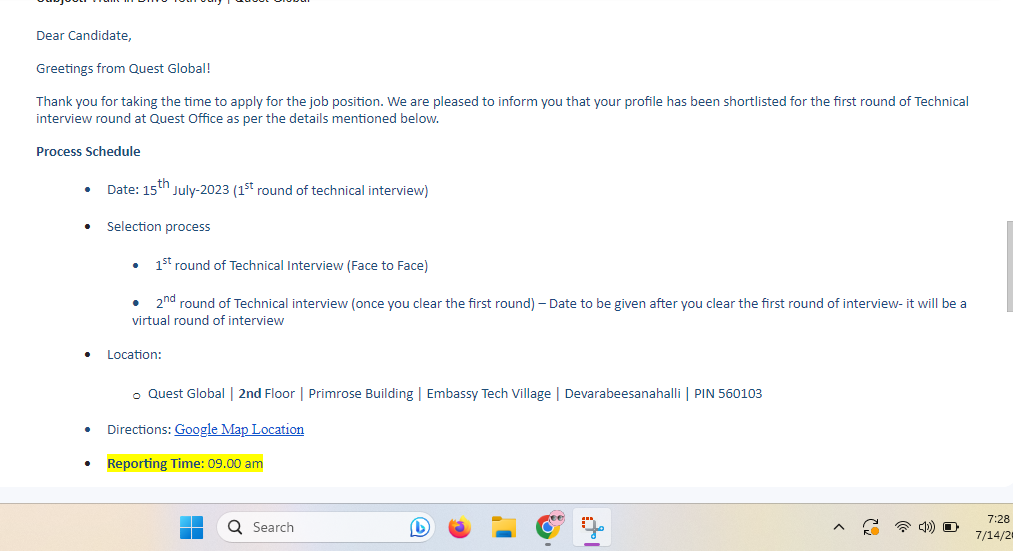 Dear Candidate,
Greetings from Quest Global!
Thank you for taking the time to apply for the job position. We are pleased to inform you that your profile has been shortlisted for the first round of Technical
interview round at Quest Office as per the details mentioned below.
Process Schedule
• Date: 15th July-2023 (1st round of technical interview)
• Selection process
• 1st round of Technical Interview (Face to Face)
• 2nd round of Technical interview (once you clear the first round) – Date to be given after you clear the first round of interview- it will be a
virtual round of interview
• Location:
o Quest Global | 2nd Floor | Primrose Building | Embassy Tech Village | Devarabeesanahalli | PIN 560103
• Directions: Google Map Location
• Reporting Time: 09.00 am
Search
7:28
7/14/2